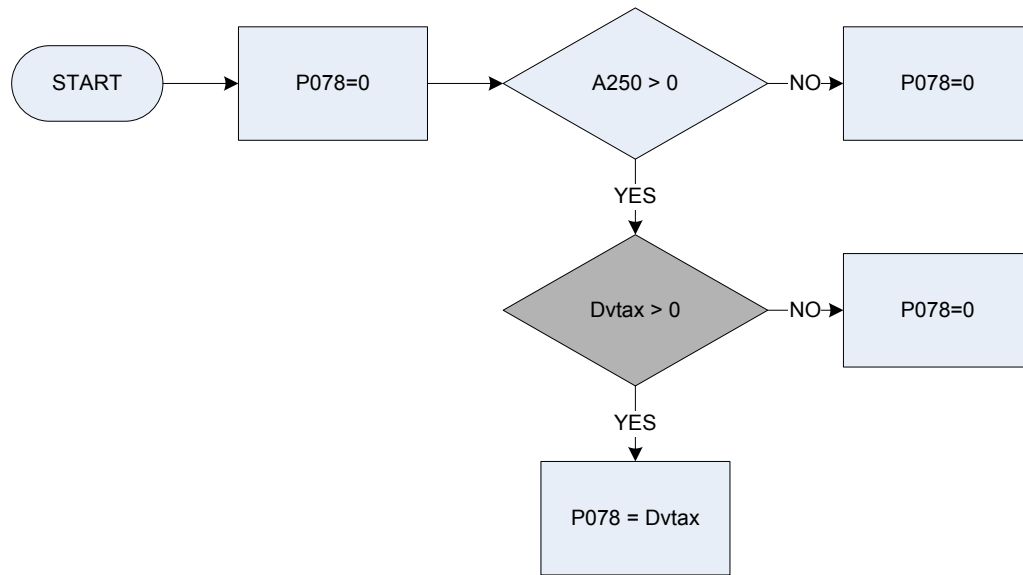 START
P078=0
A250 > 0
NO
P078=0
YES
Dvtax > 0
NO
P078=0
YES
P078 = Dvtax